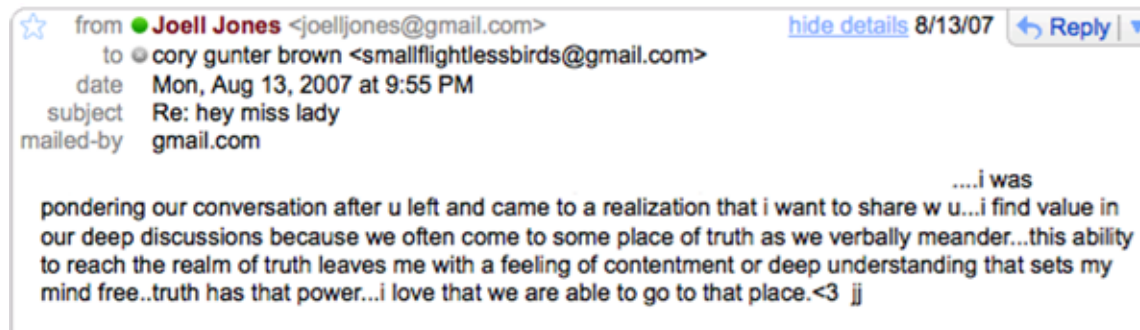 from Joell Jones <joelljones@gmail.com> hide details 8/13/07 Reply
to cory gunter brown <smallflightlessbirds@gmail.com>
date Mon, Aug 13, 2007 at 9:55 PM
subject Re: hey miss lady
mailed-by gmail.com
....i was
pondering our conversation after u left and came to a realization that i want to share w u...i find value in
our deep discussions because we often come to some place of truth as we verbally meander...this ability
to reach the realm of truth leaves me with a feeling of contentment or deep understanding that sets my
mind free..truth has that power...i love that we are able to go to that place.<3 jj